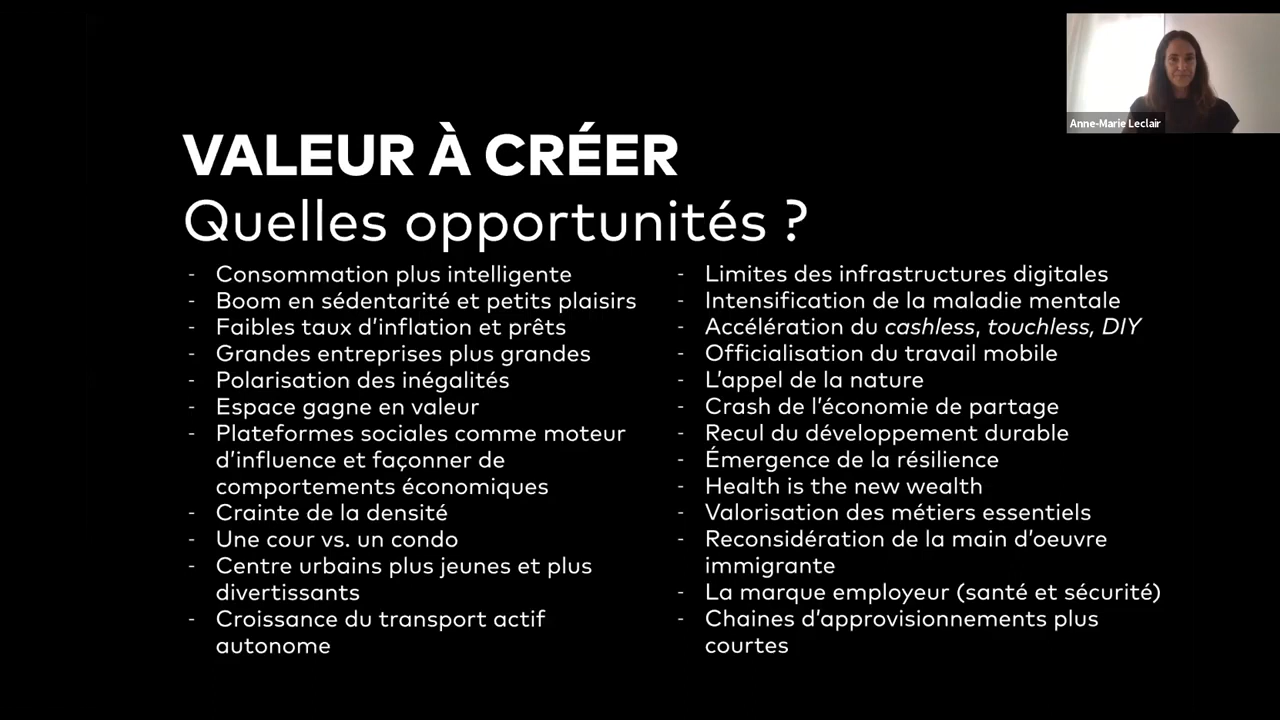 Anne-Marie Leclair
VALEUR À CRÉER
Quelles opportunités ?
- Consommation plus intelligente
- Boom en sédentarité et petits plaisirs
- Faibles taux d’inflation et prêts
- Grandes entreprises plus grandes
- Polarisation des inégalités
- Espace gagne en valeur
- Plateformes sociales comme moteur
d’influence et façonner de
comportements économiques
- Crainte de la densité
- Une cour vs. un condo
- Centre urbains plus jeunes et plus
divertissants
- Croissance du transport actif
autonome
- Limites des infrastructures digitales
- Intensification de la maladie mentale
- Accélération du cashless, touchless, DIY
- Officialisation du travail mobile
- L’appel de la nature
- Crash de l’économie de partage
- Recul du développement durable
- Émergence de la résilience
- Health is the new wealth
- Valorisation des métiers essentiels
- Reconsidération de la main d’oeuvre
immigrante
- La marque employeur (santé et sécurité)
- Chaines d’approvisionnements plus
courtes